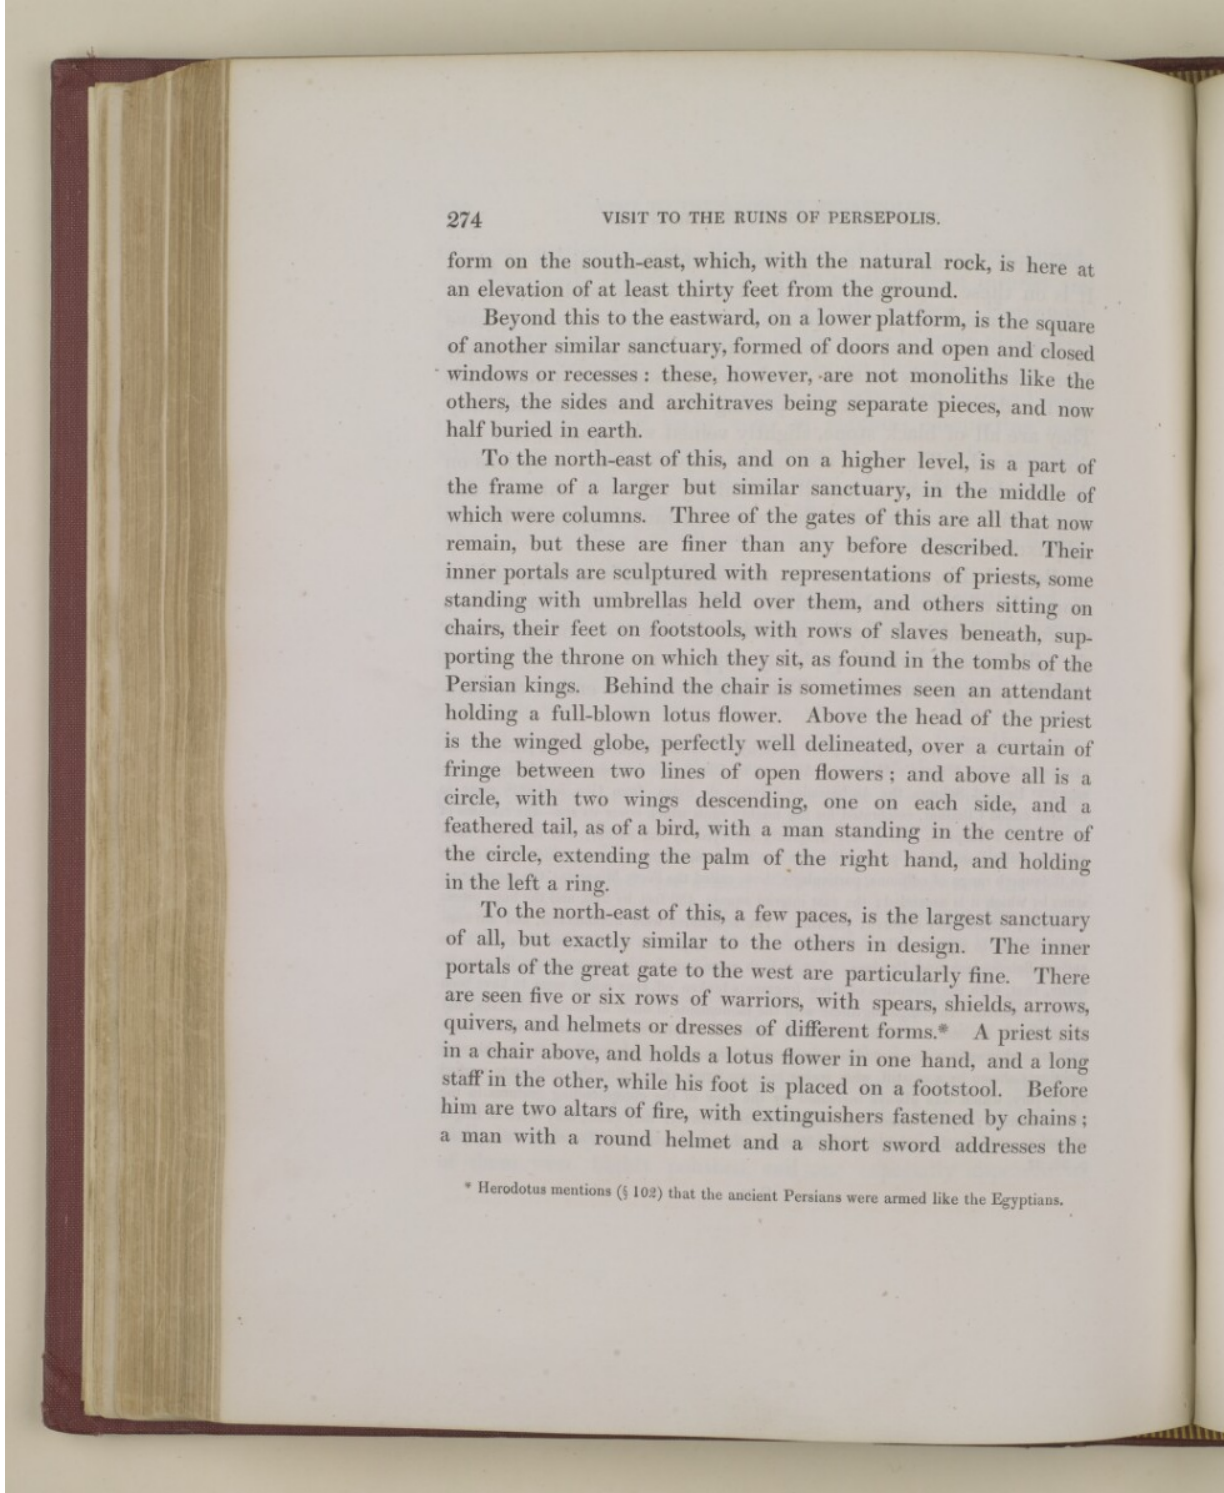 274 VISIT TO THE RUINS OF PERSEPOLIS.
form on the south-east, which, with the natural rock, is here at
an elevation of at least thirty feet from the ground.
Beyond this to the eastward, on a lower platform, is the square
of another similar sanctuary, formed of doors and open and closed
windows or recesses : these, however, are not monoliths like the
others, the sides and architraves being separate pieces, and now
half buried in earth.
To the north-east of this, and on a higher level, is a part of
the frame of a larger but similar sanctuary, in the middle of
which were columns. Three of the gates of this are all that now
remain, but these are finer than any before described. Their
inner portals are sculptured with representations of priests, some
standing with umbrellas held over them, and others sitting on
chairs, their feet on footstools, with rows of slaves beneath, sup-
porting the throne on which they sit, as found in the tombs of the
Persian kings. Behind the chair is sometimes seen an attendant
holding a full-blown lotus flower. Above the head of the priest
is the winged globe, perfectly well delineated, over a curtain of
fringe between two lines of open flowers ; and above all is a
circle, with two wings descending, one on each side, and a
feathered tail, as of a bird, with a man standing in the centre of
the circle, extending the palm of the right hand, and holding
in the left a ring.
To the north-east of this, a few paces, is the largest sanctuary
of all, but exactly similar to the others in design. The inner
portals of the great gate to the west are particularly fine. There
are seen five or six rows of warriors, with spears, shields, arrows,
quivers, and helmets or dresses of different forms.* A priest sits
in a chair above, and holds a lotus flower in one hand, and a long
staff in the other, while his foot is placed on a footstool. Before
him are two altars of fire, with extinguishers fastened by chains ;
a man with a round helmet and a short sword addresses the
* Herodotus mentions (§ 102) that the ancient Persians were armed like the Egyptians.